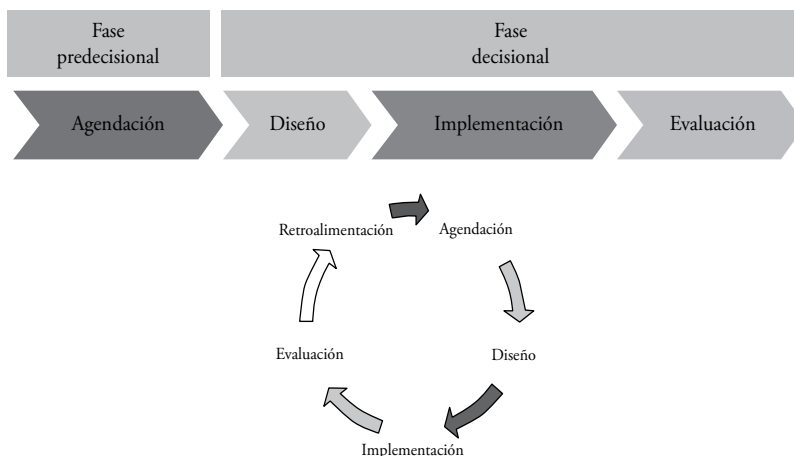 Fase
predecisional
Fase
decisional
Agendación
Diseño
Implementación
Evaluación
Retroalimentación
Agendación
Evaluación
Diseño
Implementación